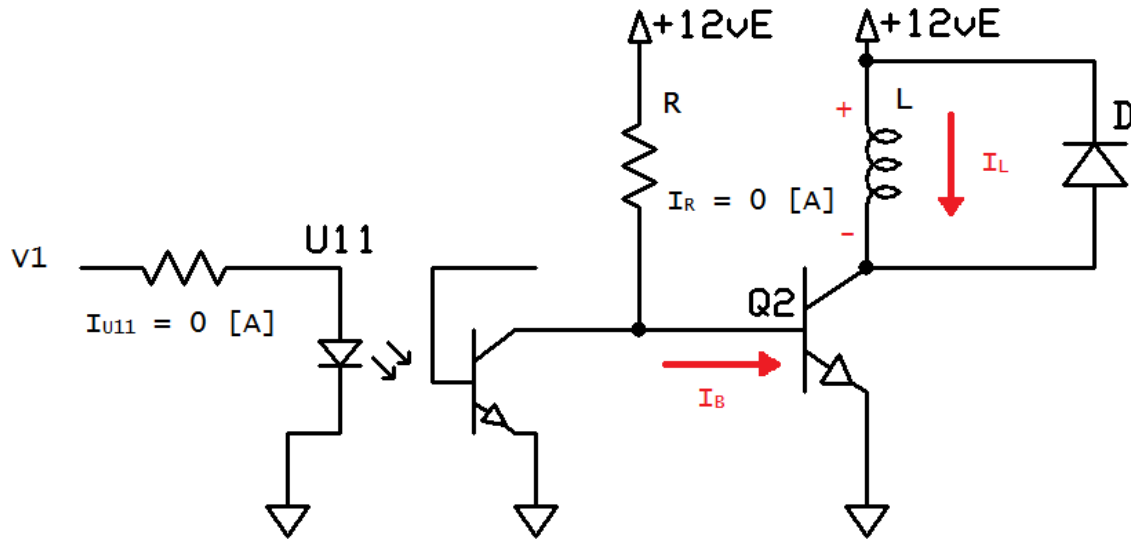 +12vE
+12vE
R
L
+
D
IL
IR = 0 [A]
-
V1
U11
Q2
IU11 = 0 [A]
IB